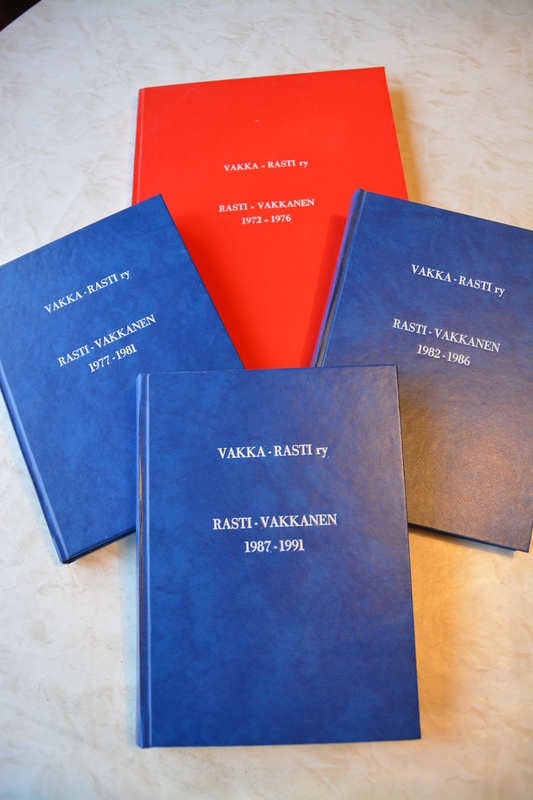 VAKKA - RASTI ry
RASTI - VAKKANEN
1972 - 1976
VAKKA - RASTI ry
RASTI - VAKKANEN
1977 - 1981
VAKKA - RASTI ry
RASTI - VAKKANEN
1982 - 1986
VAKKA - RASTI ry
RASTI - VAKKANEN
1987 - 1991